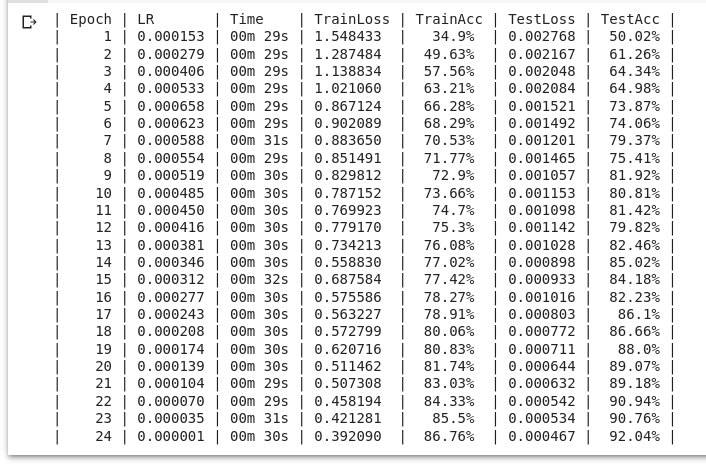 | Epoch | LR | Time | TrainLoss | TrainAcc | TestLoss | TestAcc |
| 1 | 0.000153 | 00m 29s | 1.548433 | 34.9% | 0.002768 | 50.02% |
| 2 | 0.000279 | 00m 29s | 1.287484 | 49.63% | 0.002167 | 61.26% |
| 3 | 0.000406 | 00m 29s | 1.138834 | 57.56% | 0.002048 | 64.34% |
| 4 | 0.000533 | 00m 29s | 1.021060 | 63.21% | 0.002084 | 64.98% |
| 5 | 0.000658 | 00m 29s | 0.867124 | 66.28% | 0.001521 | 73.87% |
| 6 | 0.000623 | 00m 29s | 0.902089 | 68.29% | 0.001492 | 74.06% |
| 7 | 0.000588 | 00m 31s | 0.883650 | 70.53% | 0.001201 | 79.37% |
| 8 | 0.000554 | 00m 29s | 0.851491 | 71.77% | 0.001465 | 75.41% |
| 9 | 0.000519 | 00m 30s | 0.829812 | 72.9% | 0.001057 | 81.92% |
| 10 | 0.000485 | 00m 30s | 0.787152 | 73.66% | 0.001153 | 80.81% |
| 11 | 0.000450 | 00m 30s | 0.769923 | 74.7% | 0.001098 | 81.42% |
| 12 | 0.000416 | 00m 30s | 0.779170 | 75.3% | 0.001142 | 79.82% |
| 13 | 0.000381 | 00m 30s | 0.734213 | 76.08% | 0.001028 | 82.46% |
| 14 | 0.000346 | 00m 30s | 0.558830 | 77.02% | 0.000898 | 85.02% |
| 15 | 0.000312 | 00m 32s | 0.687584 | 77.42% | 0.000933 | 84.18% |
| 16 | 0.000277 | 00m 30s | 0.575586 | 78.27% | 0.001016 | 82.23% |
| 17 | 0.000243 | 00m 30s | 0.563227 | 78.91% | 0.000803 | 86.1% |
| 18 | 0.000208 | 00m 30s | 0.572799 | 80.06% | 0.000772 | 86.66% |
| 19 | 0.000174 | 00m 30s | 0.620716 | 80.83% | 0.000711 | 88.0% |
| 20 | 0.000139 | 00m 30s | 0.511462 | 81.74% | 0.000644 | 89.07% |
| 21 | 0.000104 | 00m 29s | 0.507308 | 83.03% | 0.000632 | 89.18% |
| 22 | 0.000070 | 00m 29s | 0.458194 | 84.33% | 0.000542 | 90.94% |
| 23 | 0.000035 | 00m 31s | 0.421281 | 85.5% | 0.000534 | 90.76% |
| 24 | 0.000001 | 00m 30s | 0.392090 | 86.76% | 0.000467 | 92.04% |